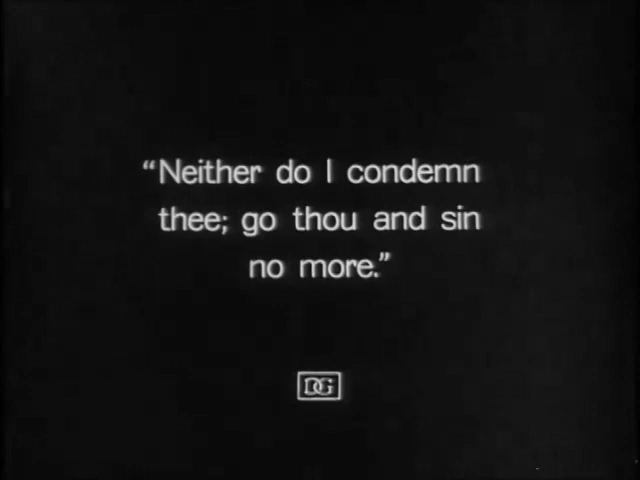 “Neither do I condemn
thee; go thou and sin
no more.”
DG